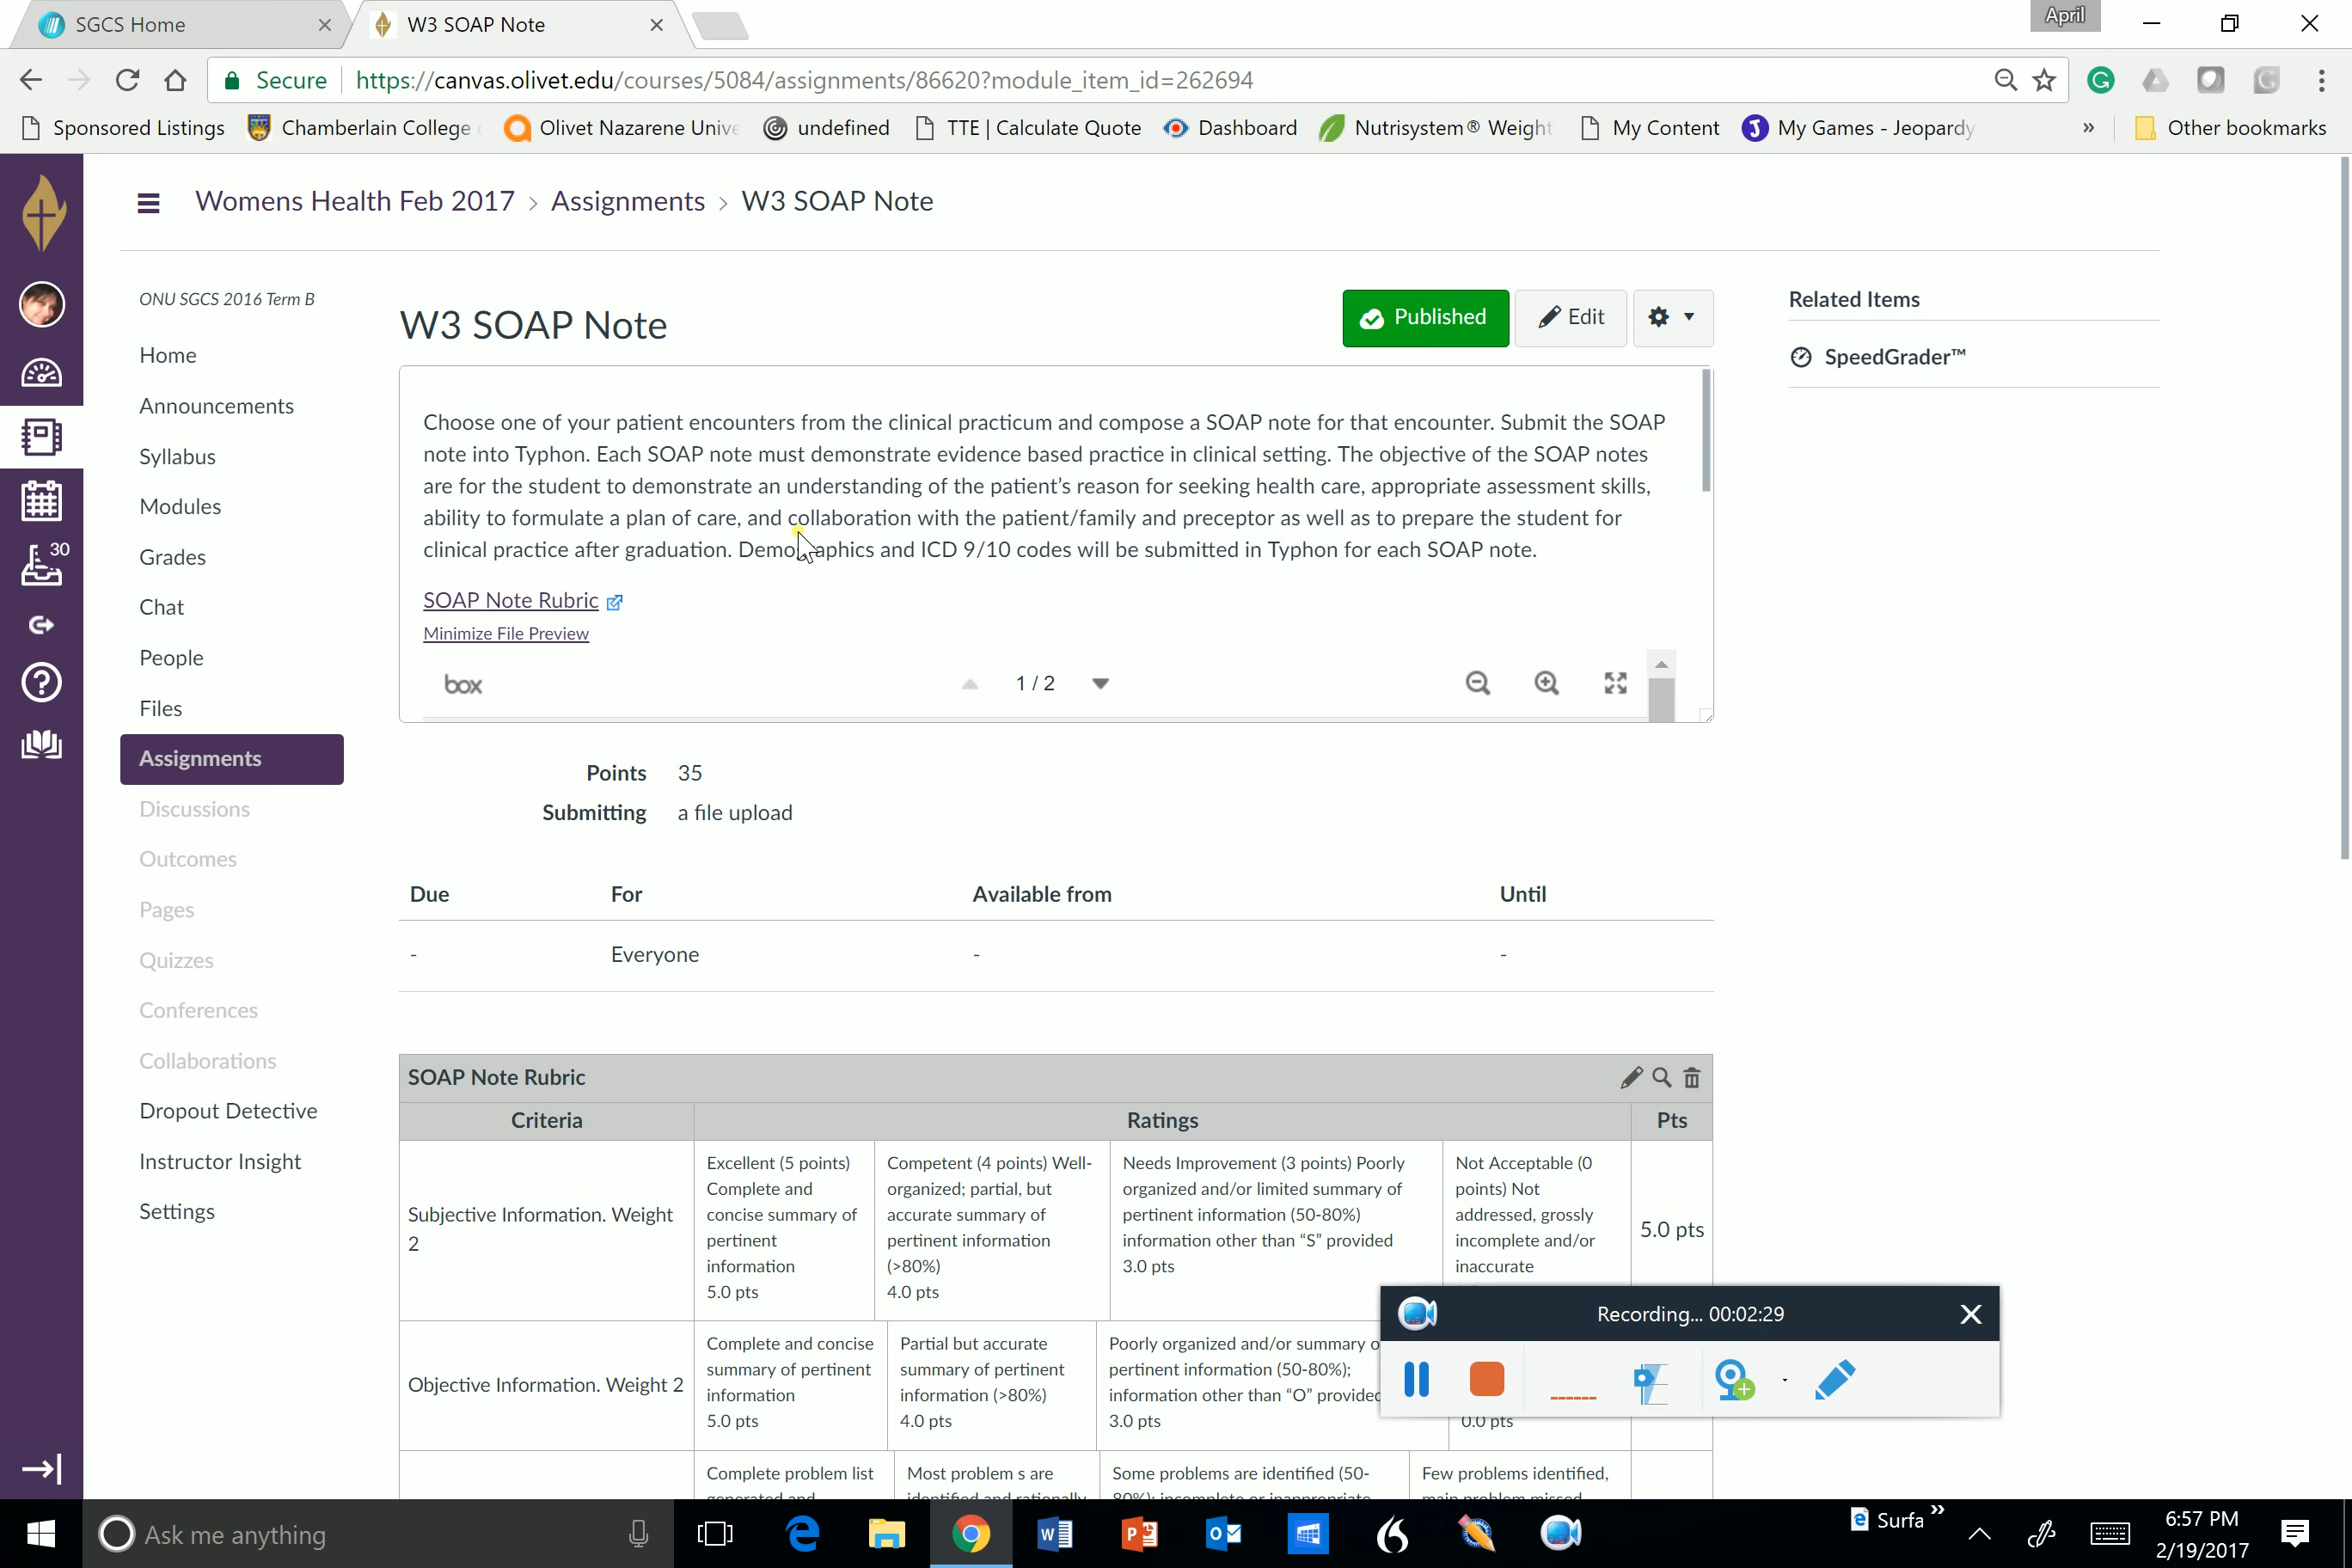 SGCS Home
W3 SOAP Note
April
Secure
https://canvas.olivet.edu/courses/5084/assignments/86620?module_item_id=262694
Sponsored Listings
Chamberlain College
Olivet Nazarene Unive
undefined
TTE | Calculate Quote
Dashboard
Nutrisystem® Weight
My Content
My Games - Jeopardy
»
Other bookmarks
Womens Health Feb 2017 > Assignments > W3 SOAP Note
ONU SGCS 2016 Term B
Home
Announcements
Syllabus
Modules
Grades
Chat
People
Files
Assignments
Discussions
Outcomes
Pages
Quizzes
Conferences
Collaborations
Dropout Detective
Instructor Insight
Settings
30
W3 SOAP Note
Published
Edit
Related Items
SpeedGrader™
Choose one of your patient encounters from the clinical practicum and compose a SOAP note for that encounter. Submit the SOAP
note into Typhon. Each SOAP note must demonstrate evidence based practice in clinical setting. The objective of the SOAP notes
are for the student to demonstrate an understanding of the patient's reason for seeking health care, appropriate assessment skills,
ability to formulate a plan of care, and collaboration with the patient/family and preceptor as well as to prepare the student for
clinical practice after graduation. Demographics and ICD 9/10 codes will be submitted in Typhon for each SOAP note.
SOAP Note Rubric
Minimize File Preview
box
1 / 2
Points 35
Submitting a file upload
Due For Available from Until
- Everyone - -
SOAP Note Rubric
Criteria Ratings Pts
Subjective Information. Weight
2
Excellent (5 points)
Complete and
concise summary of
pertinent
information
5.0 pts
Competent (4 points) Well-
organized; partial, but
accurate summary of
pertinent information
(>80%)
4.0 pts
Needs Improvement (3 points) Poorly
organized and/or limited summary of
pertinent information (50-80%)
information other than “S” provided
3.0 pts
Not Acceptable (0
points) Not
addressed, grossly
incomplete and/or
inaccurate
5.0 pts
Objective Information. Weight 2
Complete and concise
summary of pertinent
information
5.0 pts
Partial but accurate
summary of pertinent
information (>80%)
4.0 pts
Poorly organized and/or summary o
pertinent information (50-80%);
information other than “O” provided
3.0 pts
0.0 pts
Complete problem list
generated and
Most problem s are
identified and rationally
Some problems are identified (50-
80%); incomplete or inappropriate
Few problems identified,
main problem missed
Recording... 00:02:29
Ask me anything
Surfa
»
6:57 PM
2/19/2017